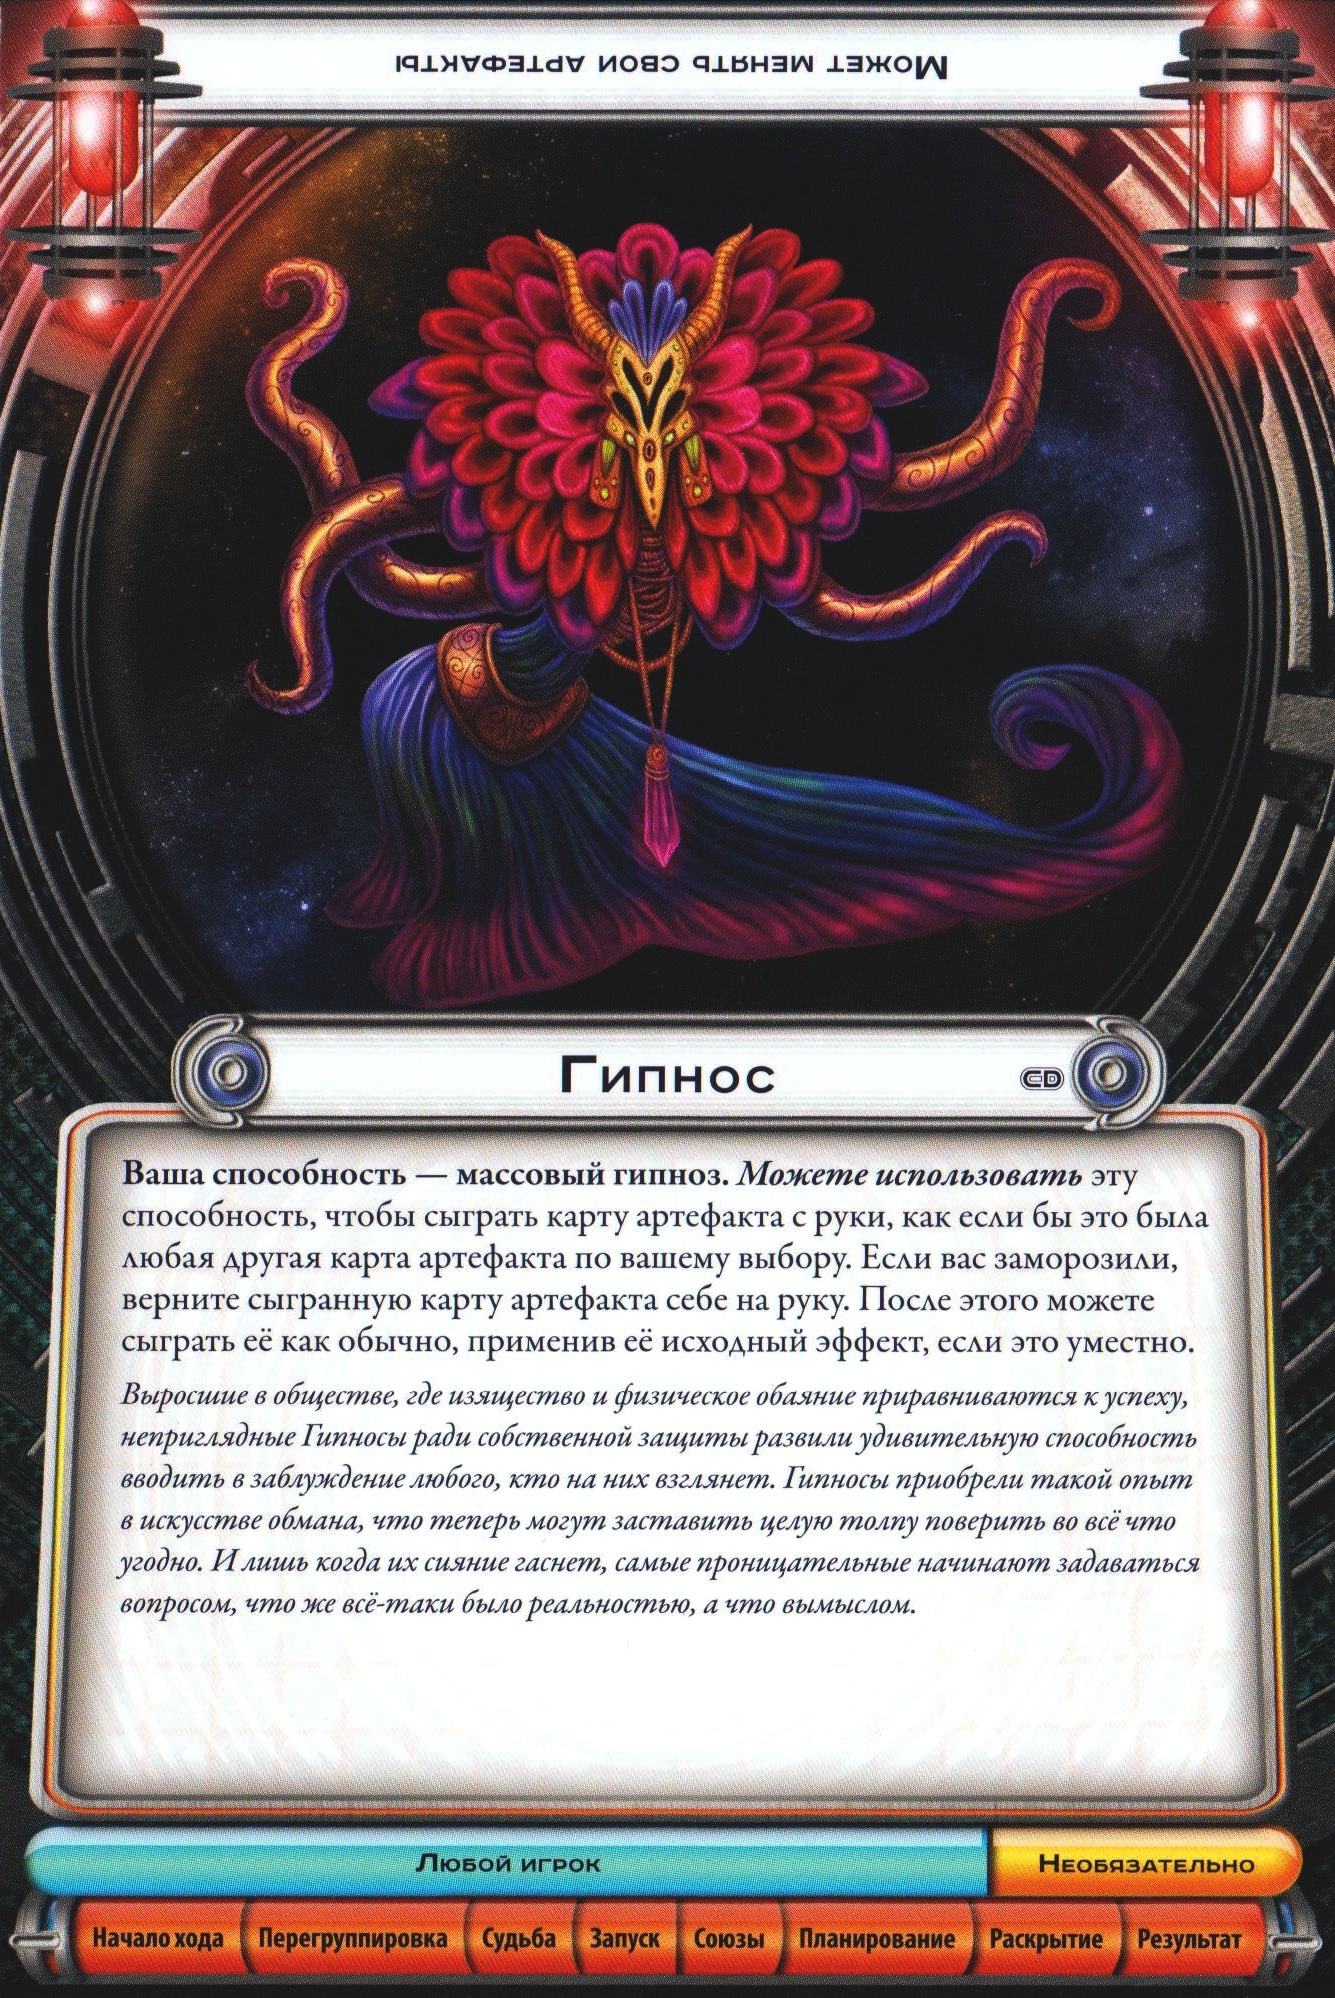 Может менять свои артефакты
Гипнос
Ваша способность — массовый гипноз. Можете использовать эту
способность, чтобы сыграть карту артефакта с руки, как если бы это была
любая другая карта артефакта по вашему выбору. Если вас заморозили,
верните сыгранную карту артефакта себе на руку. После этого можете
сыграть её как обычно, применив её исходный эффект, если это уместно.
Выросшие в обществе, где изящество и физическое обаяние приравниваются к успеху,
неприглядные Гипносы ради собственной защиты развили удивительную способность
вводить в заблуждение любого, кто на них взглянет. Гипносы приобрели такой опыт
в искусстве обмана, что теперь могут заставить целую толпу поверить во всё что
угодно. И лишь когда их сияние гаснет, самые проницательные начинают задаваться
вопросом, что же всё-таки было реальностью, а что вымыслом.
Любой игрок Необязательно
Начало хода Перегруппировка Судьба Запуск Союзы Планирование Раскрытие Результат